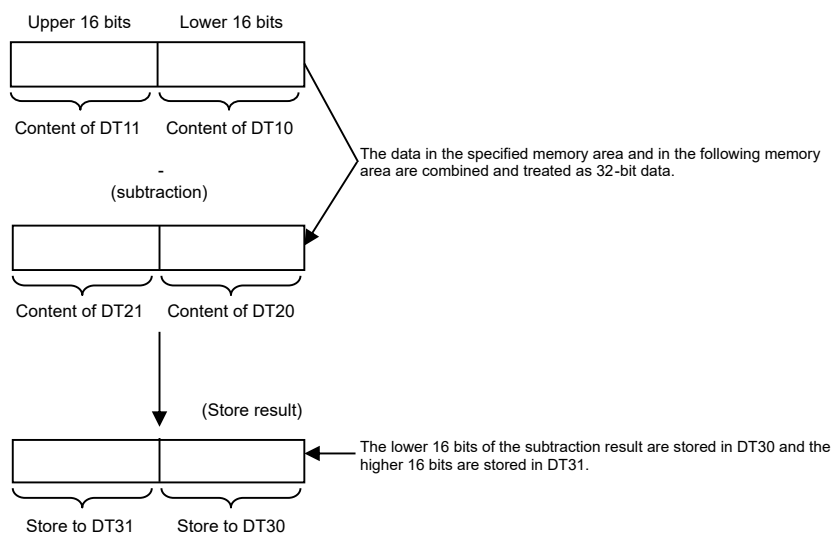 Upper 16 bits Lower 16 bits
Content of DT11 Content of DT10
The data in the specified memory area and in the following memory
area are combined and treated as 32-bit data.
-
(subtraction)
Content of DT21 Content of DT20
(Store result)
The lower 16 bits of the subtraction result are stored in DT30 and the
higher 16 bits are stored in DT31.
Store to DT31 Store to DT30